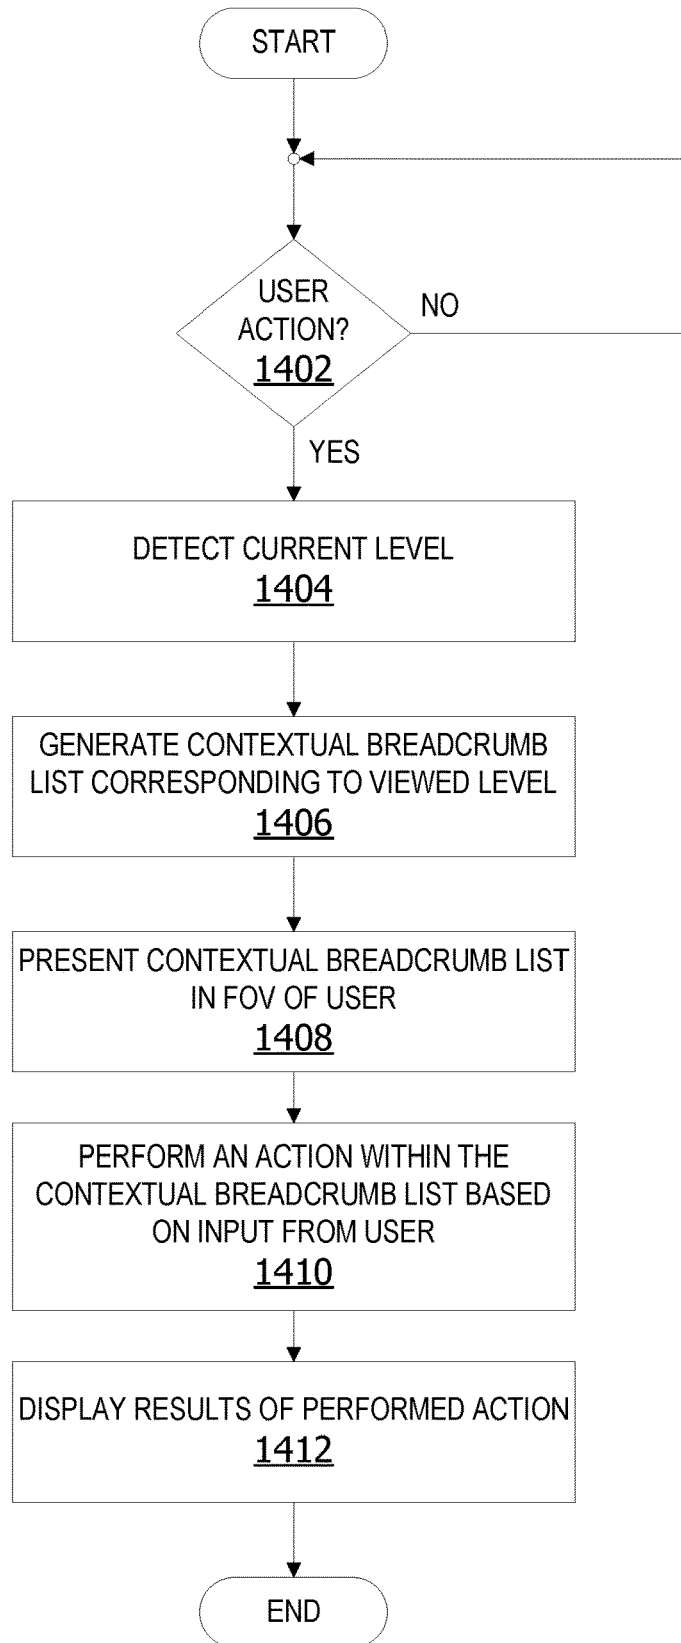 START
USER
ACTION?
1402
NO
YES
DETECT CURRENT LEVEL
1404
GENERATE CONTEXTUAL BREADCRUMB
LIST CORRESPONDING TO VIEWED LEVEL
1406
PRESENT CONTEXTUAL BREADCRUMB LIST
IN FOV OF USER
1408
PERFORM AN ACTION WITHIN THE
CONTEXTUAL BREADCRUMB LIST BASED
ON INPUT FROM USER
1410
DISPLAY RESULTS OF PERFORMED ACTION
1412
END